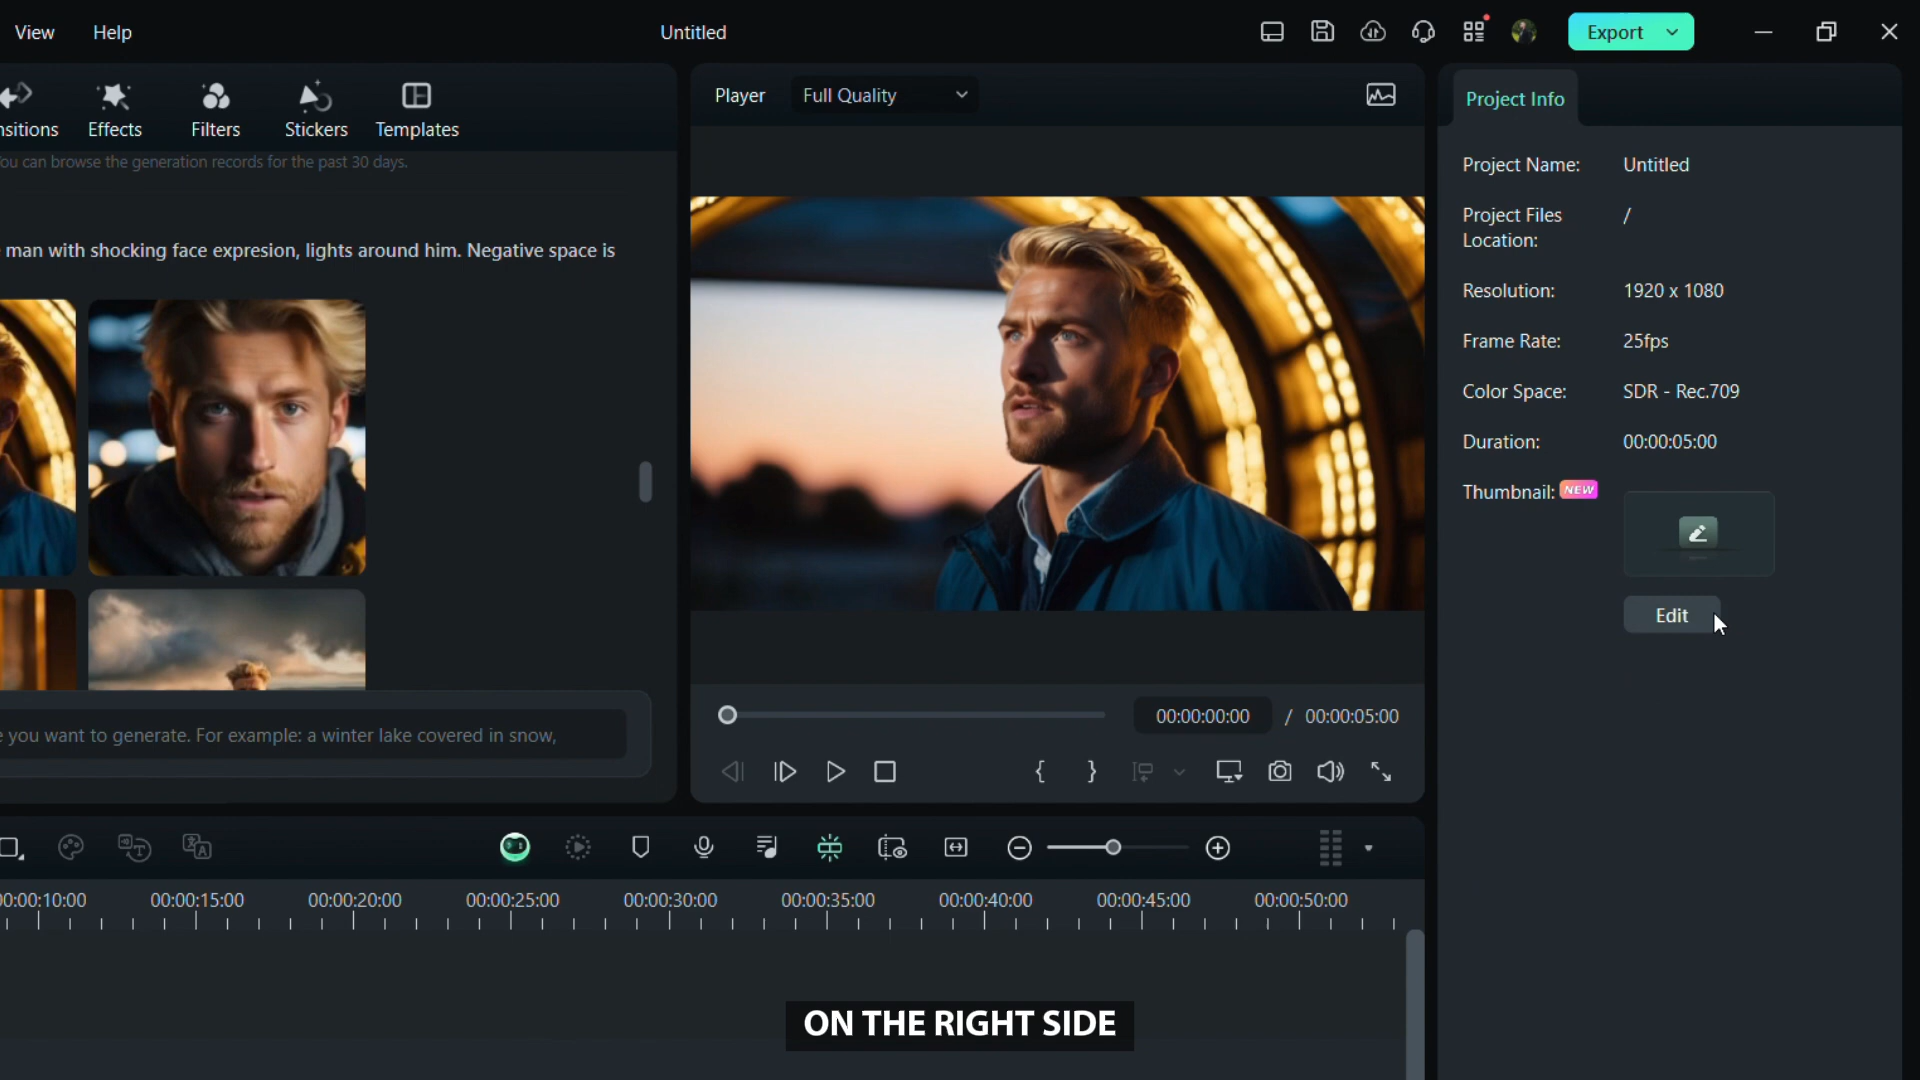 View
Help
Untitled
Export
nsitions
Effects
Filters
Stickers
Templates
ou can browse the generation records for the past 30 days.
man with shocking face expresion, lights around him. Negative space is
e you want to generate. For example: a winter lake covered in snow,
Player
Full Quality
00:00:00:00 / 00:00:05:00
{ }
Project Info
Project Name: Untitled
Project Files /
Location:
Resolution: 1920 x 1080
Frame Rate: 25fps
Color Space: SDR - Rec.709
Duration: 00:00:05:00
Thumbnail: NEW
Edit
00:00:10:00 00:00:15:00 00:00:20:00 00:00:25:00 00:00:30:00 00:00:35:00 00:00:40:00 00:00:45:00 00:00:50:00
ON THE RIGHT SIDE